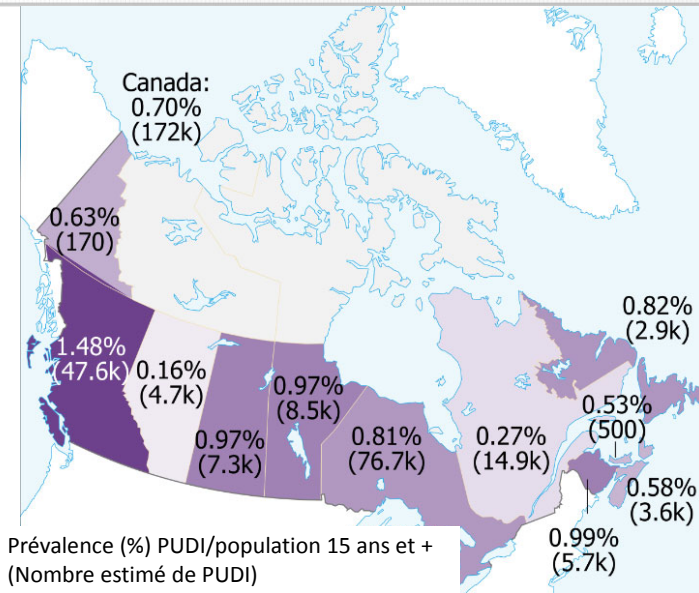 Canada:
0.70%
(172k)
0.63%
(170)
1.48%
(47.6k)
0.16%
(4.7k)
0.97%
(7.3k)
0.97%
(8.5k)
0.81%
(76.7k)
0.27%
(14.9k)
0.82%
(2.9k)
0.53%
(500)
0.58%
(3.6k)
0.99%
(5.7k)
Prévalence (%) PUDI/population 15 ans et +
(Nombre estimé de PUDI)